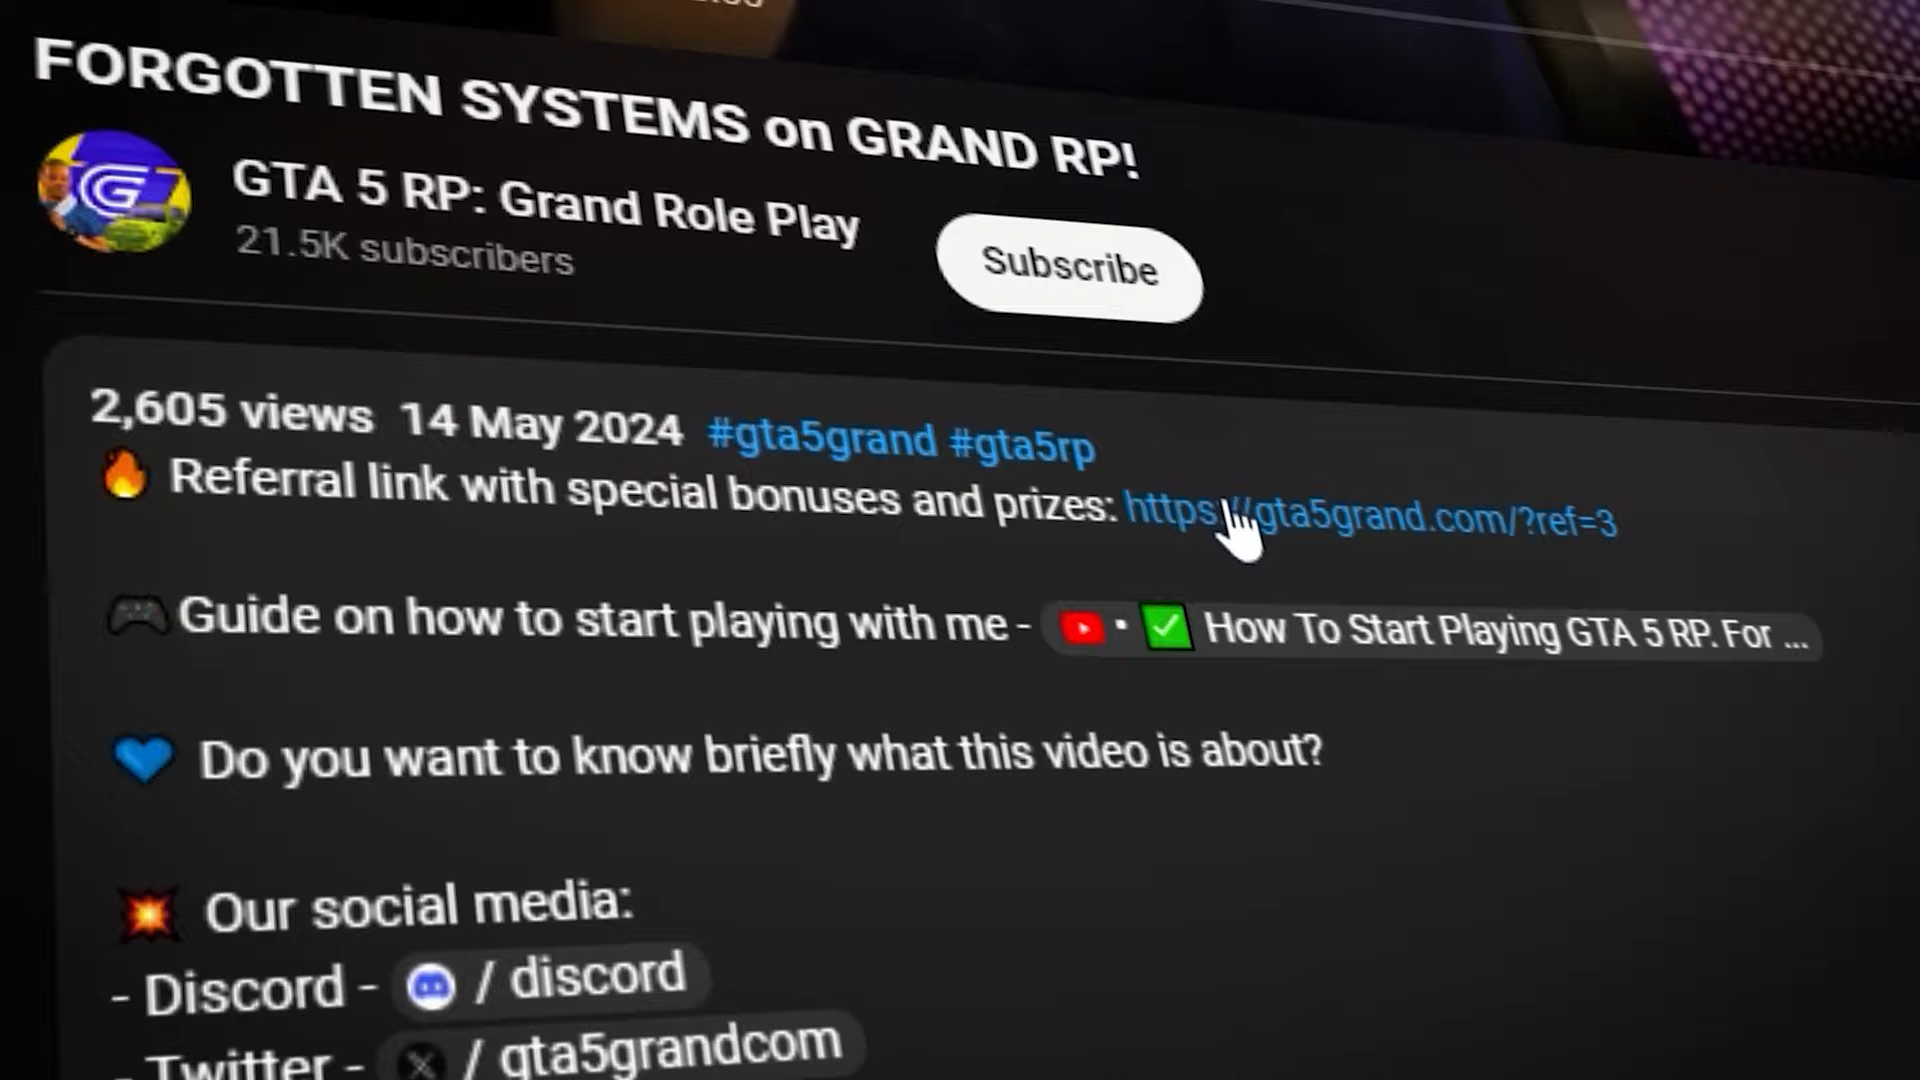 FORGOTTEN SYSTEMS on GRAND RP!
GTA 5 RP: Grand Role Play
21.5K subscribers
Subscribe
2,605 views 14 May 2024 #gta5grand #gta5rp
🔥 Referral link with special bonuses and prizes: https://gta5grand.com/?ref=3
🎮 Guide on how to start playing with me - • ✅ How To Start Playing GTA 5 RP. For ...
💙 Do you want to know briefly what this video is about?
💥 Our social media:
- Discord - / discord
- Twitter - / gta5grandcom